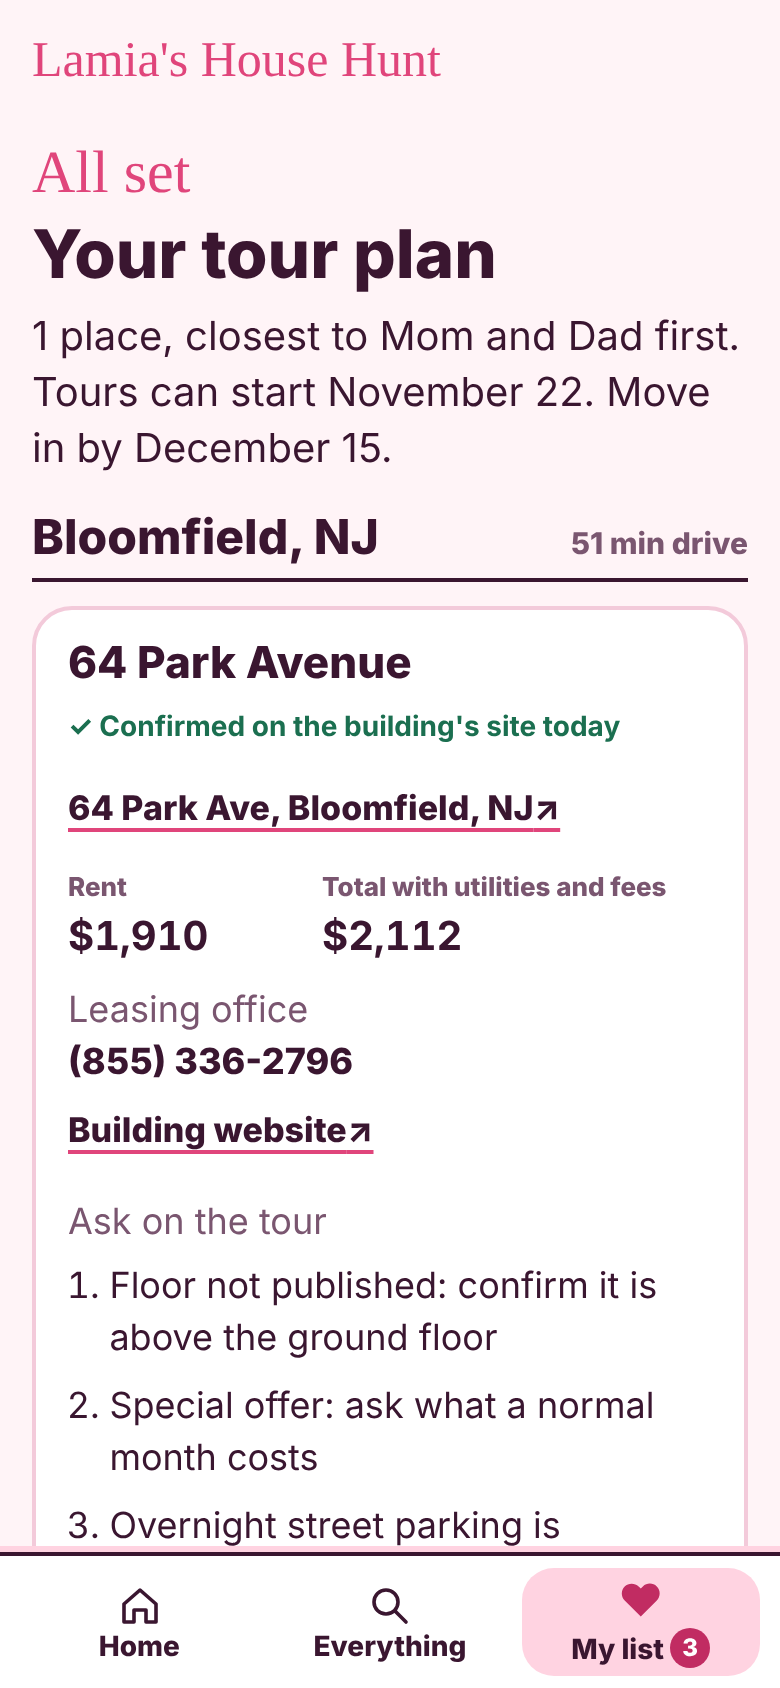 Lamia's House Hunt
All set
Your tour plan
1 place, closest to Mom and Dad first.
Tours can start November 22. Move
in by December 15.
Bloomfield, NJ
51 min drive
64 Park Avenue
✓ Confirmed on the building's site today
64 Park Ave, Bloomfield, NJ↗
Rent
Total with utilities and fees
$1,910
$2,112
Leasing office
(855) 336-2796
Building website↗
Ask on the tour
1. Floor not published: confirm it is
above the ground floor
2. Special offer: ask what a normal
month costs
3. Overnight street parking is
Home
Everything
My list 3